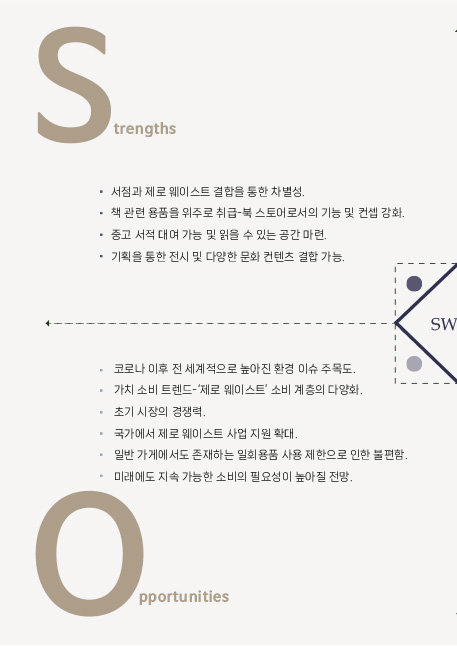 Strengths
• 서점과 제로 웨이스트 결합을 통한 차별성.
• 책 관련 용품을 위주로 취급-북 스토어로서의 기능 및 컨셉 강화.
• 중고 서적 대여 가능 및 읽을 수 있는 공간 마련.
• 기획을 통한 전시 및 다양한 문화 컨텐츠 결합 가능.
SW
• 코로나 이후 전 세계적으로 높아진 환경 이슈 주목도.
• 가치 소비 트렌드-'제로 웨이스트' 소비 계층의 다양화.
• 초기 시장의 경쟁력.
• 국가에서 제로 웨이스트 사업 지원 확대.
• 일반 가게에서도 존재하는 일회용품 사용 제한으로 인한 불편함.
• 미래에도 지속 가능한 소비의 필요성이 높아질 전망.
Opportunities